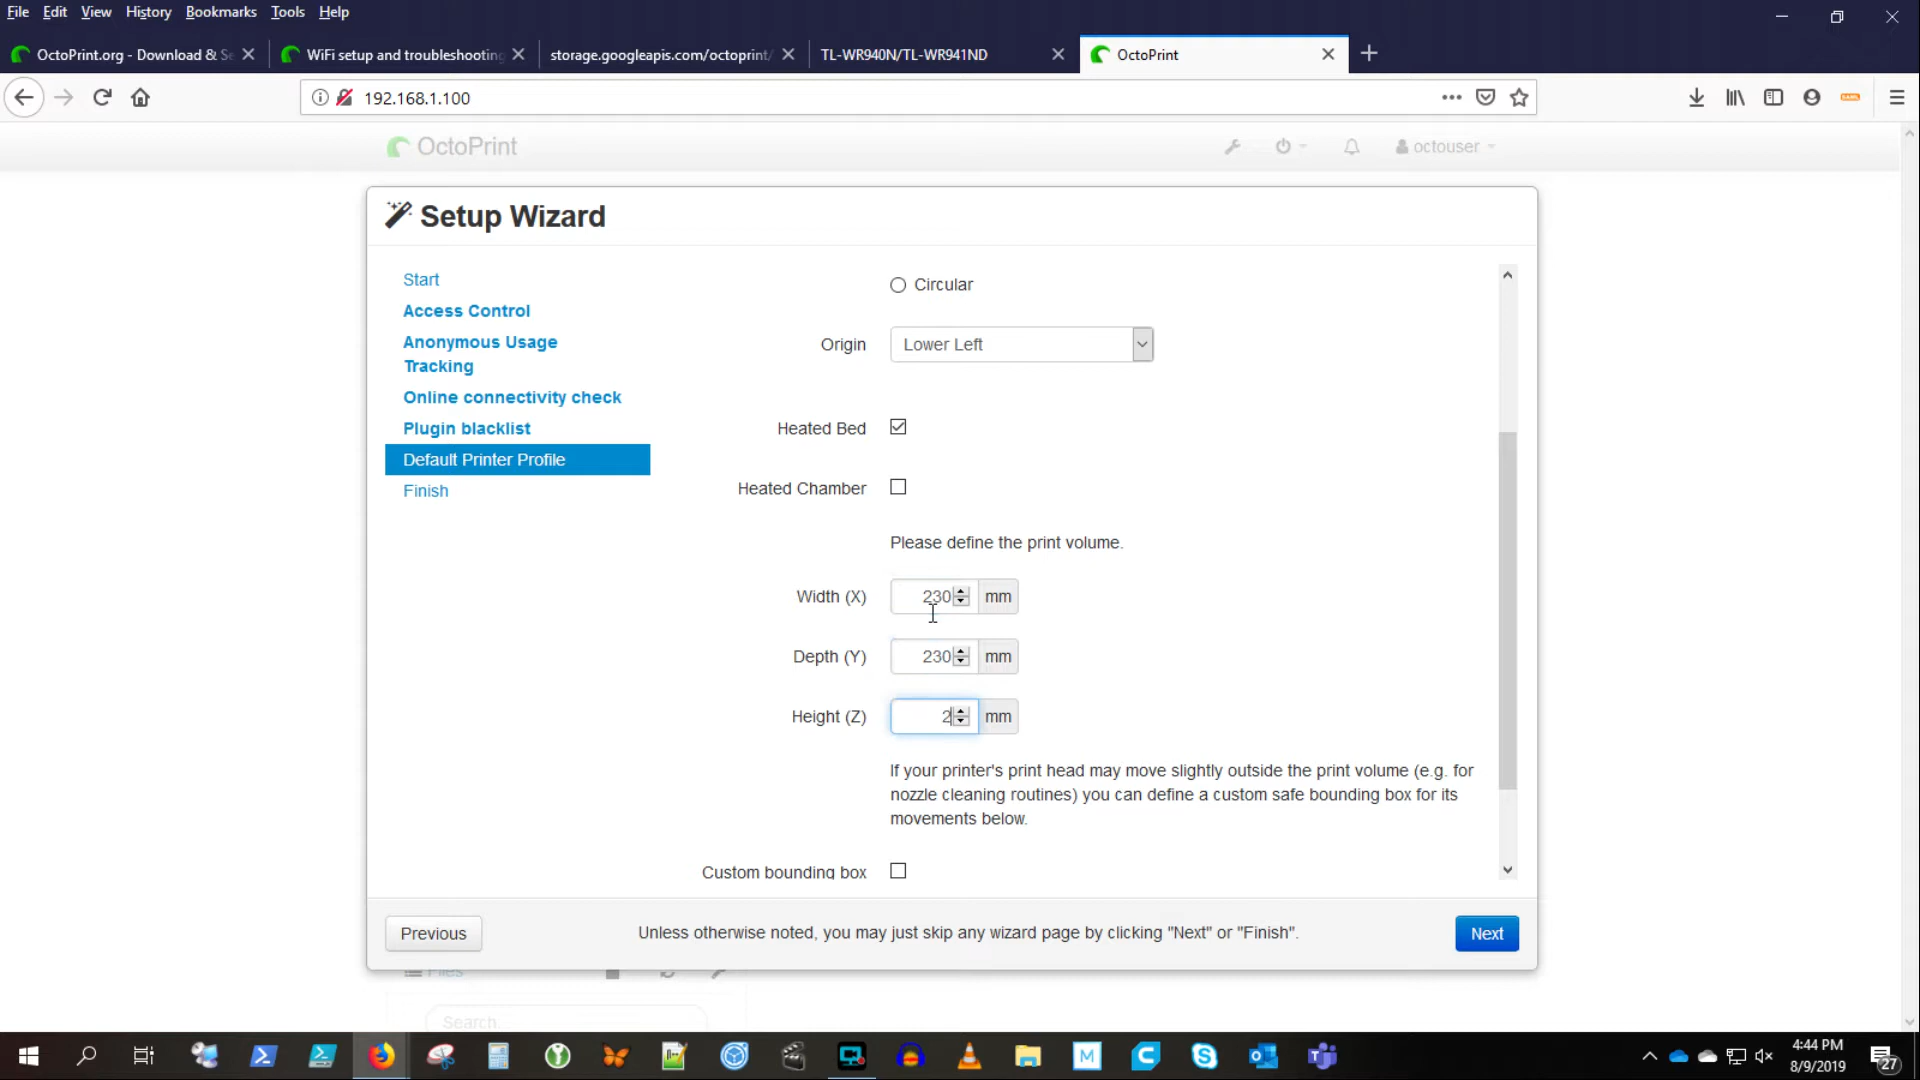 File Edit View History Bookmarks Tools Help
OctoPrint.org - Download & Se
WiFi setup and troubleshooting
storage.googleapis.com/octoprint/
TL-WR940N/TL-WR941ND
OctoPrint
192.168.1.100
OctoPrint
octouser
Setup Wizard
Start
Access Control
Anonymous Usage
Tracking
Online connectivity check
Plugin blacklist
Default Printer Profile
Finish
Circular
Origin Lower Left
Heated Bed
Heated Chamber
Please define the print volume.
Width (X) 230 mm
Depth (Y) 230 mm
Height (Z) 2 mm
If your printer's print head may move slightly outside the print volume (e.g. for
nozzle cleaning routines) you can define a custom safe bounding box for its
movements below.
Custom bounding box
Previous
Unless otherwise noted, you may just skip any wizard page by clicking "Next" or "Finish".
Next
Files
Search
4:44 PM
8/9/2019
27